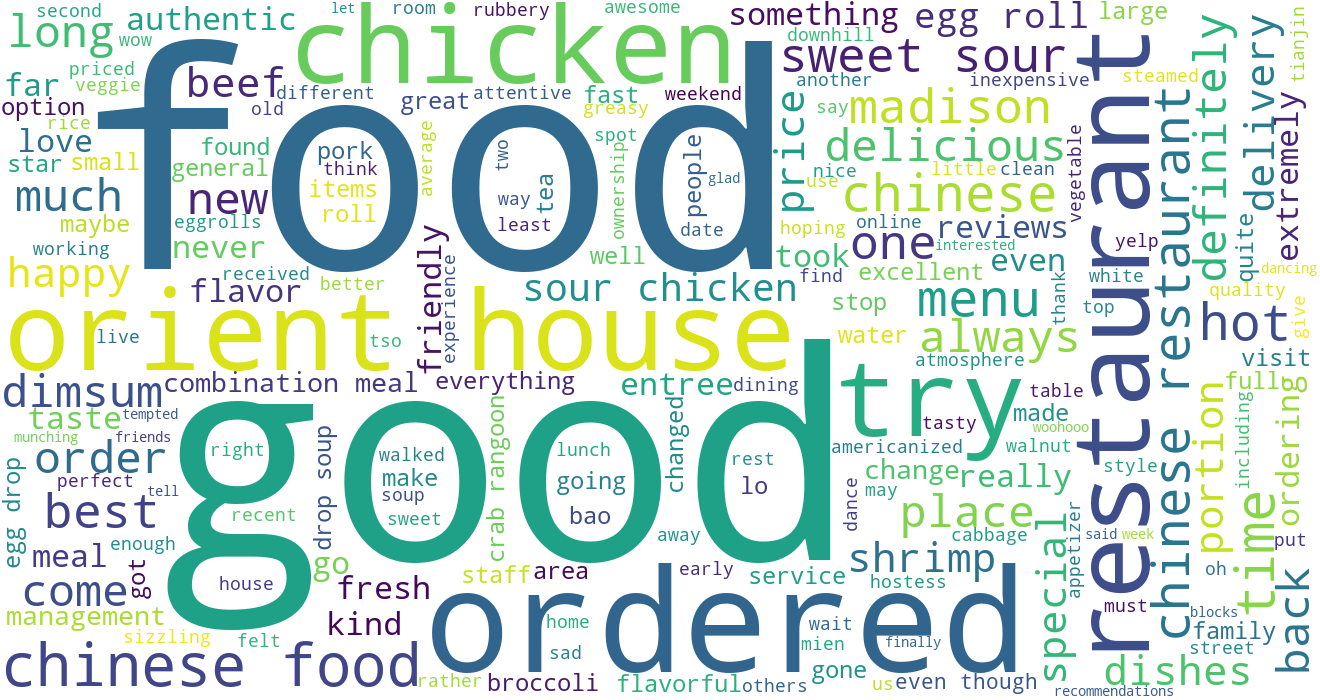 second
let
room
rubbery
awesome
something
egg roll
large
long
authentic
wow
chicken
downhill
sweet sour
tianjin
priced
far
veggie
beef
different
great
attentive
fast
weekend
another
inexpensive
steamed
option
old
greasy
say
madison
definitely
delivery
rice
food
love
found
pork
average
two
spot
people
price
delicious
vegetable
restaurant
chinese restaurant
extremely
star
small
general
think
items
way
tea
ownership
glad
nice
use
little
clean
chinese
much
new
roll
least
date
maybe
eggrolls
hoping
online
reviews
one
interested
yelp
quite
working
never
friendly
well
took
even
dancing
happy
received
better
experience
find
excellent
white
quality
flavor
sour chicken
stop
menu
thank
top
give
hot
orient house
live
tso
water
always
atmosphere
visit
dimsum
combination meal
everything
entree
dining
try
table
full
taste
tempted
good
crab rangoon
changed
tasty
made
woohooo
portion
including
ordering
munching
friends
right
drop soup
walked
lunch
americanized
walnut
order
make
rest
change
really
style
egg drop
perfect
tell
soup
going
lo
may
dance
time
best
recent
sweet
bao
place
special
appetizer
meal
enough
away
cabbage
said
week
put
got
go
shrimp
come
house
fresh
staff
area
early
service
hostess
oh
back
management
kind
ordered
must
blocks
sizzling
felt
home
wait
finally
family
chinese food
sad
mien
street
rather
broccoli
flavorful
others
gone
us
even though
dishes
recommendations